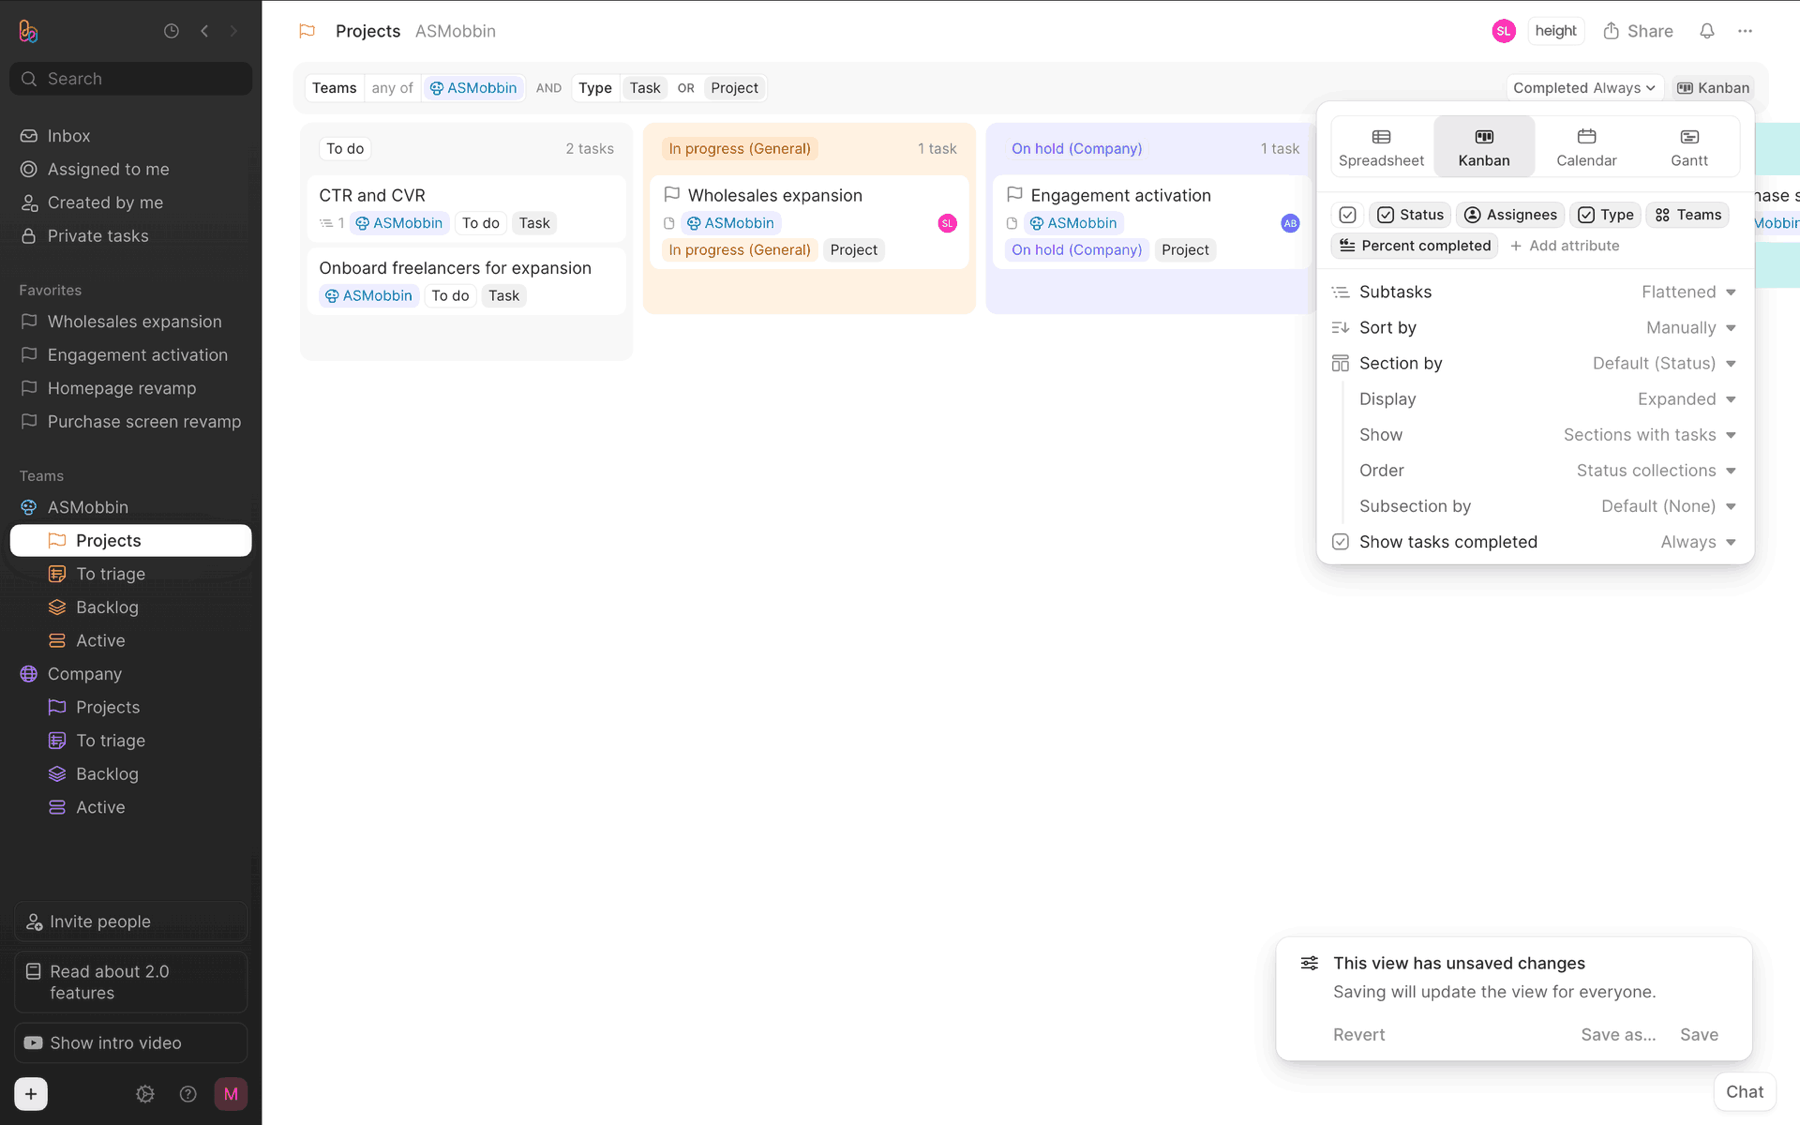 Search
Inbox
Assigned to me
Created by me
Private tasks
Favorites
Wholesales expansion
Engagement activation
Homepage revamp
Purchase screen revamp
Teams
ASMobbin
Projects
To triage
Backlog
Active
Company
Projects
To triage
Backlog
Active
Invite people
Read about 2.0
features
Show intro video
M
Projects ASMobbin
SL height Share
Teams any of ASMobbin AND Type Task OR Project
Completed Always Kanban
To do 2 tasks
CTR and CVR
1 ASMobbin To do Task
Onboard freelancers for expansion
ASMobbin To do Task
In progress (General) 1 task
Wholesales expansion
ASMobbin SL
In progress (General) Project
On hold (Company) 1 task
Engagement activation
ASMobbin AB
On hold (Company) Project
Spreadsheet Kanban Calendar Gantt
Status Assignees Type Teams
Percent completed + Add attribute
Subtasks Flattened
Sort by Manually
Section by Default (Status)
Display Expanded
Show Sections with tasks
Order Status collections
Subsection by Default (None)
Show tasks completed Always
This view has unsaved changes
Saving will update the view for everyone.
Revert Save as... Save
Chat